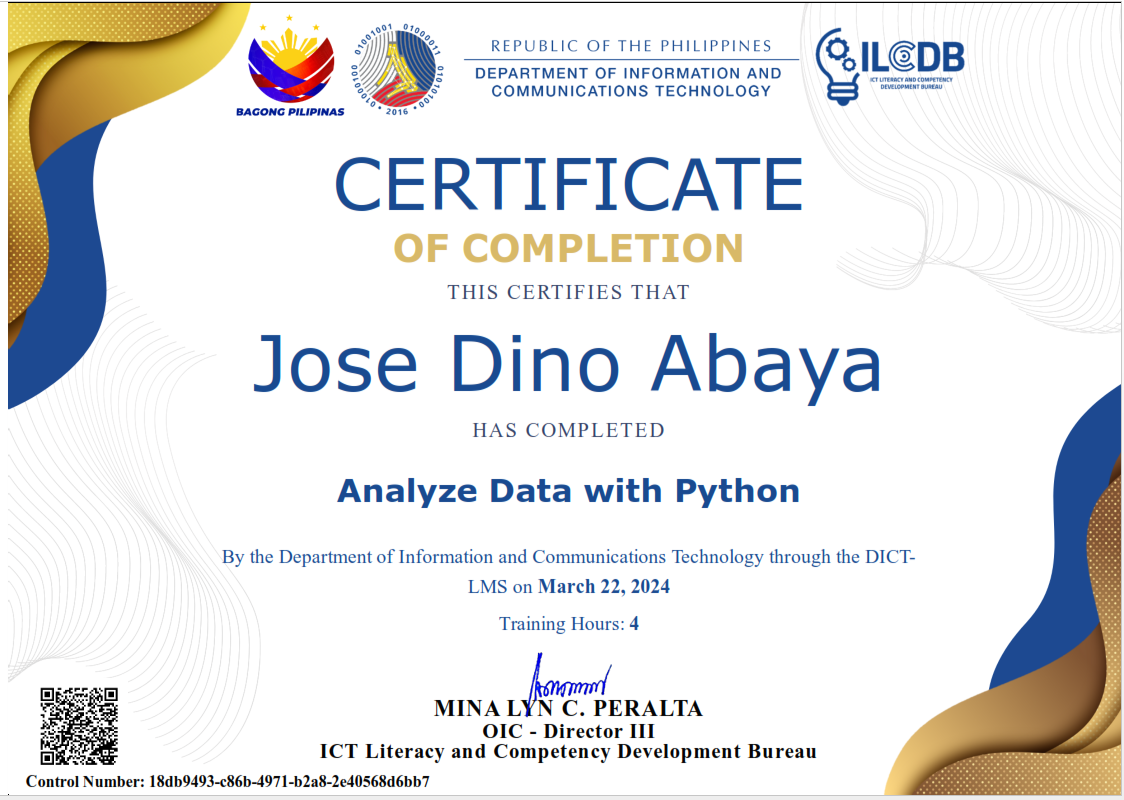 BAGONG PILIPINAS
01001001 01000011 01010100 01000100
• 2016 •
REPUBLIC OF THE PHILIPPINES
DEPARTMENT OF INFORMATION AND
COMMUNICATIONS TECHNOLOGY
ILCDB
ICT LITERACY AND COMPETENCY
DEVELOPMENT BUREAU
CERTIFICATE
OF COMPLETION
THIS CERTIFIES THAT
Jose Dino Abaya
HAS COMPLETED
Analyze Data with Python
By the Department of Information and Communications Technology through the DICT-
LMS on March 22, 2024
Training Hours: 4
MINA LYN C. PERALTA
OIC - Director III
ICT Literacy and Competency Development Bureau
Control Number: 18db9493-c86b-4971-b2a8-2e40568d6bb7